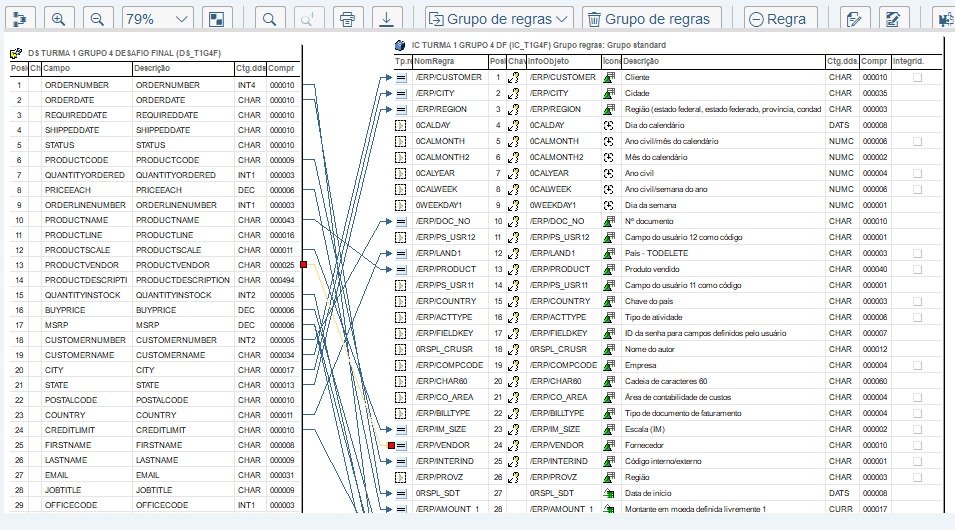 79% Grupo de regras Grupo de regras Regra
DS TURMA 1 GRUPO 4 DESAFIO FINAL (DS_T1G4F)
Posi Ch Campo Descrição Ctg.dds Compr
1 ORDERNUMBER ORDERNUMBER INT4 000010
2 ORDERDATE ORDERDATE CHAR 000010
3 REQUIREDDATE REQUIREDDATE CHAR 000010
4 SHIPPEDDATE SHIPPEDDATE CHAR 000010
5 STATUS STATUS CHAR 000010
6 PRODUCTCODE PRODUCTCODE CHAR 000009
7 QUANTITYORDERED QUANTITYORDERED INT1 000003
8 PRICEEACH PRICEEACH DEC 000006
9 ORDERLINENUMBER ORDERLINENUMBER INT1 000003
10 PRODUCTNAME PRODUCTNAME CHAR 000043
11 PRODUCTLINE PRODUCTLINE CHAR 000016
12 PRODUCTSCALE PRODUCTSCALE CHAR 000011
13 PRODUCTVENDOR PRODUCTVENDOR CHAR 000025
14 PRODUCTDESCRIPTI PRODUCTDESCRIPTION CHAR 000494
15 QUANTITYINSTOCK QUANTITYINSTOCK INT2 000005
16 BUYPRICE BUYPRICE DEC 000006
17 MSRP MSRP DEC 000006
18 CUSTOMERNUMBER CUSTOMERNUMBER INT2 000005
19 CUSTOMERNAME CUSTOMERNAME CHAR 000034
20 CITY CITY CHAR 000017
21 STATE STATE CHAR 000013
22 POSTALCODE POSTALCODE CHAR 000010
23 COUNTRY COUNTRY CHAR 000011
24 CREDITLIMIT CREDITLIMIT CHAR 000010
25 FIRSTNAME FIRSTNAME CHAR 000008
26 LASTNAME LASTNAME CHAR 000009
27 EMAIL EMAIL CHAR 000031
28 JOBTITLE JOBTITLE CHAR 000009
29 OFFICECODE OFFICECODE INT1 000003
IC TURMA 1 GRUPO 4 DF (IC_T1G4F) Grupo regras: Grupo standard
Tp.r NomRegra Posi Chav InfoObjeto Ícone Descrição Ctg.dds Compr Integrid.
/ERP/CUSTOMER 1 /ERP/CUSTOMER Cliente CHAR 000010
/ERP/CITY 2 /ERP/CITY Cidade CHAR 000035
/ERP/REGION 3 /ERP/REGION Região (estado federal, estado federado, província, condad CHAR 000003
0CALDAY 4 0CALDAY Dia do calendário DATS 000008
0CALMONTH 5 0CALMONTH Ano civil/mês do calendário NUMC 000006
0CALMONTH2 6 0CALMONTH2 Mês do calendário NUMC 000002
0CALYEAR 7 0CALYEAR Ano civil NUMC 000004
0CALWEEK 8 0CALWEEK Ano civil/semana do ano NUMC 000006
0WEEKDAY1 9 0WEEKDAY1 Dia da semana NUMC 000001
/ERP/DOC_NO 10 /ERP/DOC_NO Nº documento CHAR 000010
/ERP/PS_USR12 11 /ERP/PS_USR12 Campo do usuário 12 como código CHAR 000001
/ERP/LAND1 12 /ERP/LAND1 País - TODELETE CHAR 000003
/ERP/PRODUCT 13 /ERP/PRODUCT Produto vendido CHAR 000040
/ERP/PS_USR11 14 /ERP/PS_USR11 Campo do usuário 11 como código CHAR 000001
/ERP/COUNTRY 15 /ERP/COUNTRY Chave do país CHAR 000003
/ERP/ACTTYPE 16 /ERP/ACTTYPE Tipo de atividade CHAR 000006
/ERP/FIELDKEY 17 /ERP/FIELDKEY ID da senha para campos definidos pelo usuário CHAR 000007
0RSPL_CRUSR 18 0RSPL_CRUSR Nome do autor CHAR 000012
/ERP/COMPCODE 19 /ERP/COMPCODE Empresa CHAR 000004
/ERP/CHAR60 20 /ERP/CHAR60 Cadeia de caracteres 60 CHAR 000060
/ERP/CO_AREA 21 /ERP/CO_AREA Área de contabilidade de custos CHAR 000004
/ERP/BILLTYPE 22 /ERP/BILLTYPE Tipo de documento de faturamento CHAR 000004
/ERP/IM_SIZE 23 /ERP/IM_SIZE Escala (IM) CHAR 000002
/ERP/VENDOR 24 /ERP/VENDOR Fornecedor CHAR 000010
/ERP/INTERIND 25 /ERP/INTERIND Código interno/externo CHAR 000001
/ERP/PROVZ 26 /ERP/PROVZ Região CHAR 000003
0RSPL_SDT 27 0RSPL_SDT Data de início DATS 000008
/ERP/AMOUNT_1 28 /ERP/AMOUNT_1 Montante em moeda definida livremente 1 CURR 000017